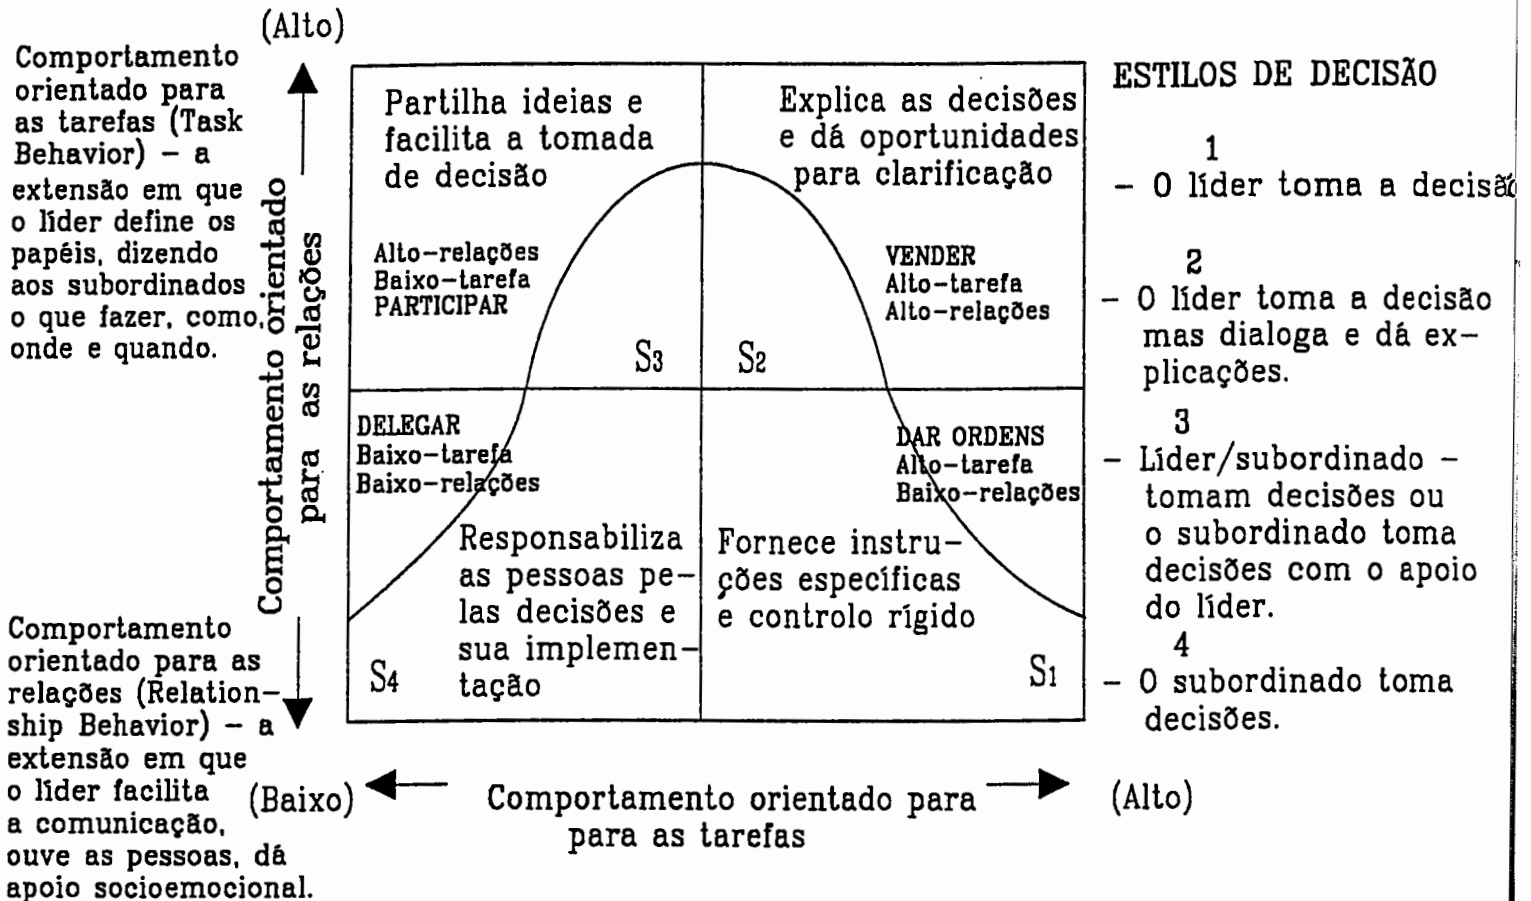 (Alto)
Comportamento
orientado para
as tarefas (Task
Behavior) – a
extensão em que
o líder define os
papéis, dizendo
aos subordinados
o que fazer, como,
onde e quando.
Comportamento
orientado para as
relações (Relation–
ship Behavior) – a
extensão em que
o líder facilita
a comunicação,
ouve as pessoas, dá
apoio socioemocional.
Comportamento orientado
para as relações
Partilha ideias e
facilita a tomada
de decisão
Alto–relações
Baixo–tarefa
PARTICIPAR
S3
Explica as decisões
e dá oportunidades
para clarificação
VENDER
Alto–tarefa
Alto–relações
S2
DELEGAR
Baixo–tarefa
Baixo–relações
Responsabiliza
as pessoas pe–
las decisões e
sua implemen–
tação
S4
DAR ORDENS
Alto–tarefa
Baixo–relações
Fornece instru–
ções específicas
e controlo rígido
S1
(Baixo)
Comportamento orientado para
para as tarefas
(Alto)
ESTILOS DE DECISÃO
1
– O líder toma a decisão
2
– O líder toma a decisão
mas dialoga e dá ex–
plicações.
3
– Líder/subordinado –
tomam decisões ou
o subordinado toma
decisões com o apoio
do líder.
4
– O subordinado toma
decisões.